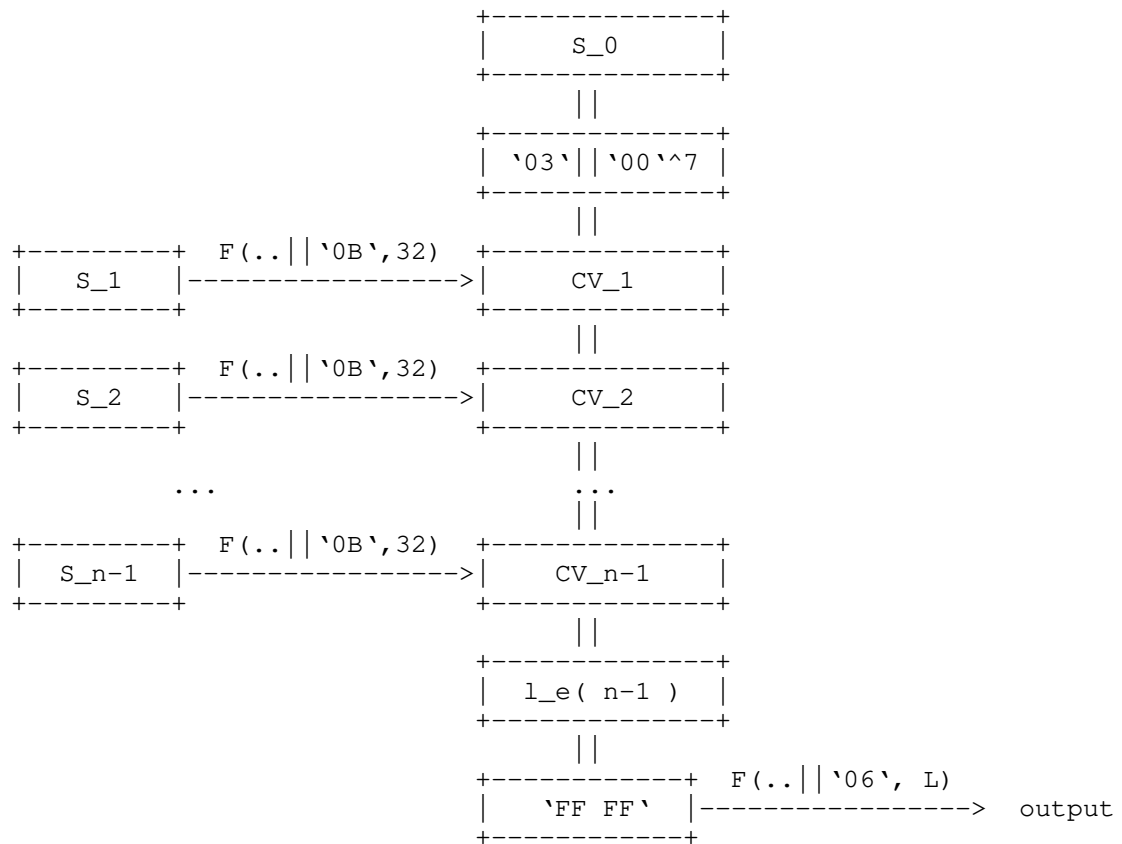 +--------------+
|     S_0      |
+--------------+
||
+--------------+
| `03`||`00`^7 |
+--------------+
||
+---------+  F(..||`0B`,32)  +--------------+
|   S_1   |----------------->|     CV_1     |
+---------+                  +--------------+
||
+---------+  F(..||`0B`,32)  +--------------+
|   S_2   |----------------->|     CV_2     |
+---------+                  +--------------+
||
...                      ...
||
+---------+  F(..||`0B`,32)  +--------------+
|  S_n-1  |----------------->|    CV_n-1    |
+---------+                  +--------------+
||
+--------------+
|  l_e( n-1 )  |
+--------------+
||
+------------+  F(..||`06`, L)
|   `FF FF`  |----------------->  output
+------------+